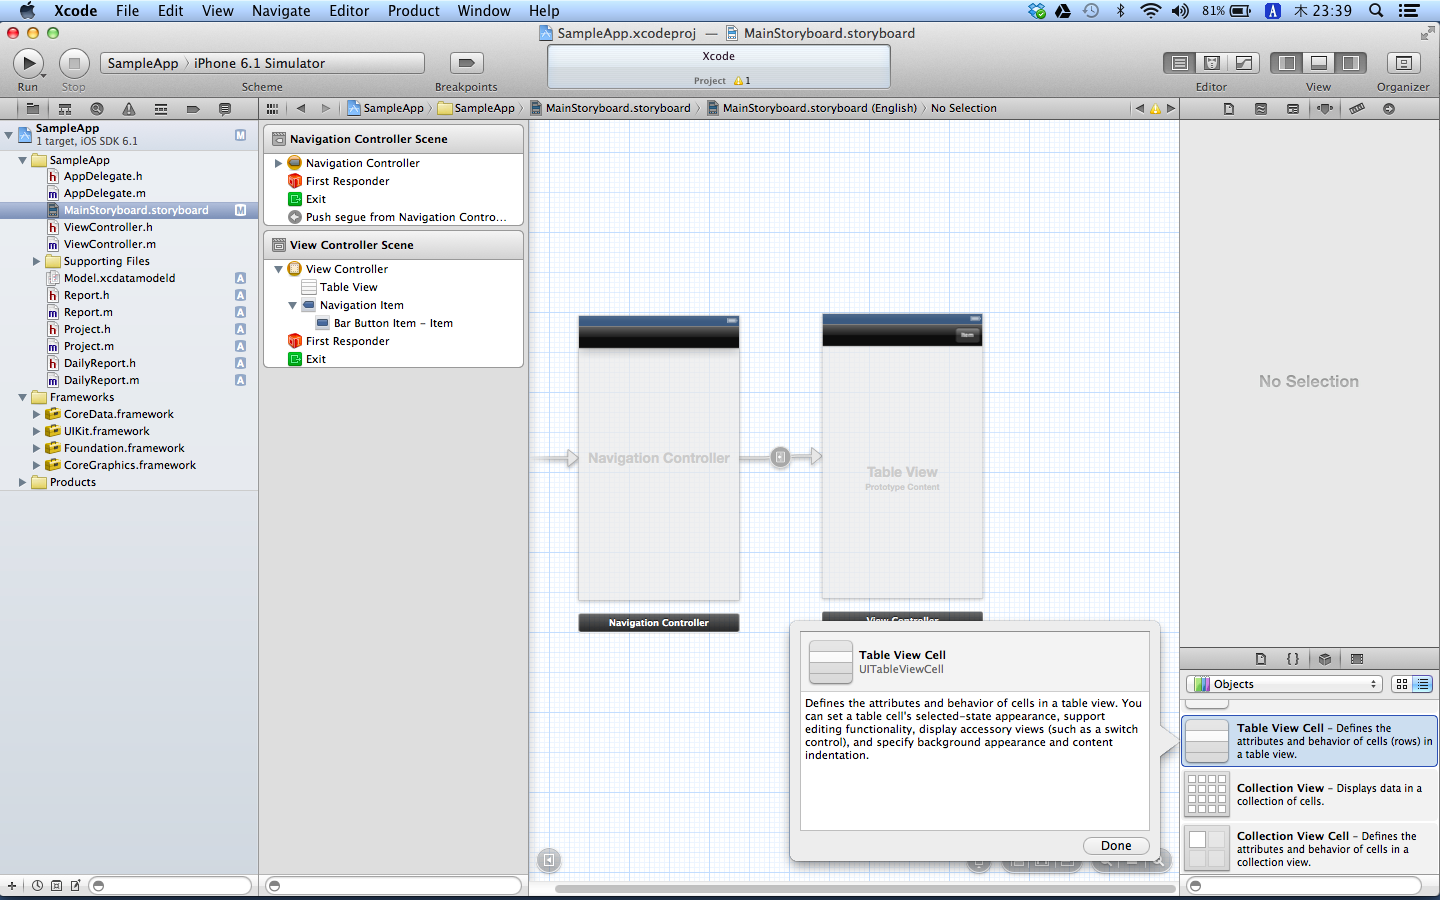 Xcode File Edit View Navigate Editor Product Window Help 81% A 木 23:39
SampleApp.xcodeproj — MainStoryboard.storyboard
SampleApp iPhone 6.1 Simulator
Xcode
Project 1
Run Stop Scheme Breakpoints Editor View Organizer
SampleApp SampleApp MainStoryboard.storyboard MainStoryboard.storyboard (English) No Selection
SampleApp M
1 target, iOS SDK 6.1
SampleApp
h AppDelegate.h
m AppDelegate.m
MainStoryboard.storyboard M
h ViewController.h
m ViewController.m
Supporting Files
Model.xcdatamodeld A
h Report.h A
m Report.m A
h Project.h A
m Project.m A
h DailyReport.h A
m DailyReport.m A
Frameworks
CoreData.framework
UIKit.framework
Foundation.framework
CoreGraphics.framework
Products
Navigation Controller Scene
Navigation Controller
First Responder
Exit
Push segue from Navigation Contro...
View Controller Scene
View Controller
Table View
Navigation Item
Bar Button Item – Item
First Responder
Exit
Navigation Controller
Navigation Controller
Item
Table View
Prototype Content
View Controller
Table View Cell
UITableViewCell
Defines the attributes and behavior of cells in a table view. You
can set a table cell's selected-state appearance, support
editing functionality, display accessory views (such as a switch
control), and specify background appearance and content
indentation.
Done
No Selection
{ }
Objects
Table View Cell – Defines the
attributes and behavior of cells (rows) in
a table view.
Collection View – Displays data in a
collection of cells.
Collection View Cell – Defines the
attributes and behavior of cells in a
collection view.